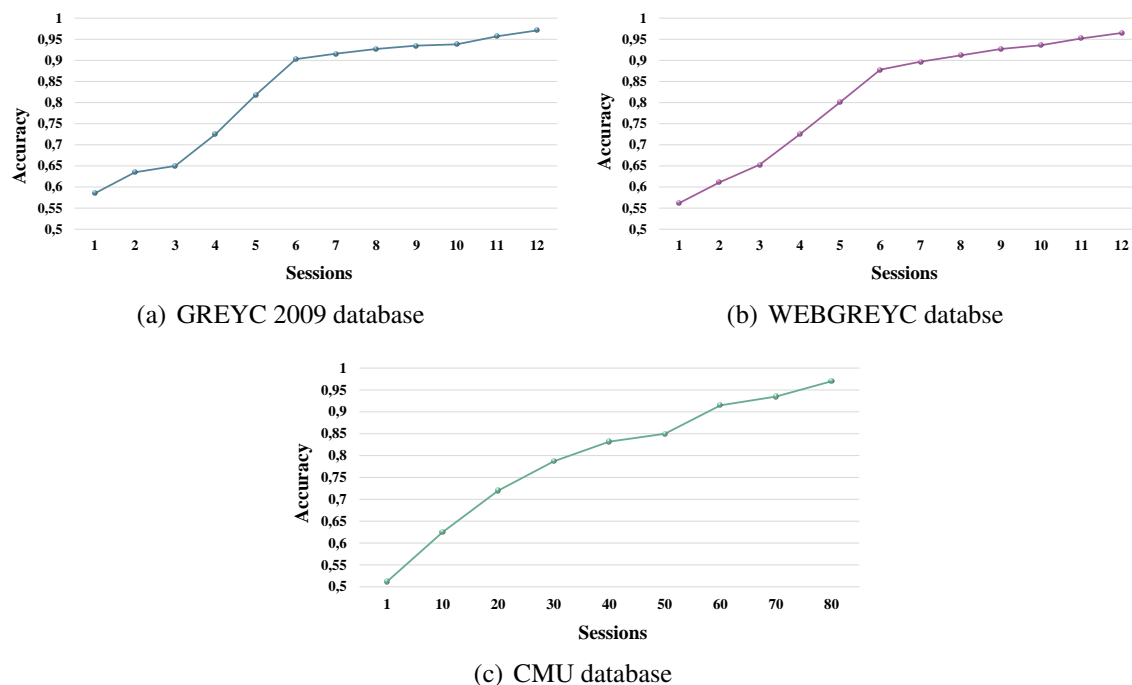 1
0,95
0,9
0,85
0,8
0,75
0,7
0,65
0,6
0,55
0,5
Accuracy
1 2 3 4 5 6 7 8 9 10 11 12
Sessions
(a) GREYC 2009 database
1
0,95
0,9
0,85
0,8
0,75
0,7
0,65
0,6
0,55
0,5
Accuracy
1 2 3 4 5 6 7 8 9 10 11 12
Sessions
(b) WEBGREYC databse
1
0,95
0,9
0,85
0,8
0,75
0,7
0,65
0,6
0,55
0,5
Accuracy
1 10 20 30 40 50 60 70 80
Sessions
(c) CMU database